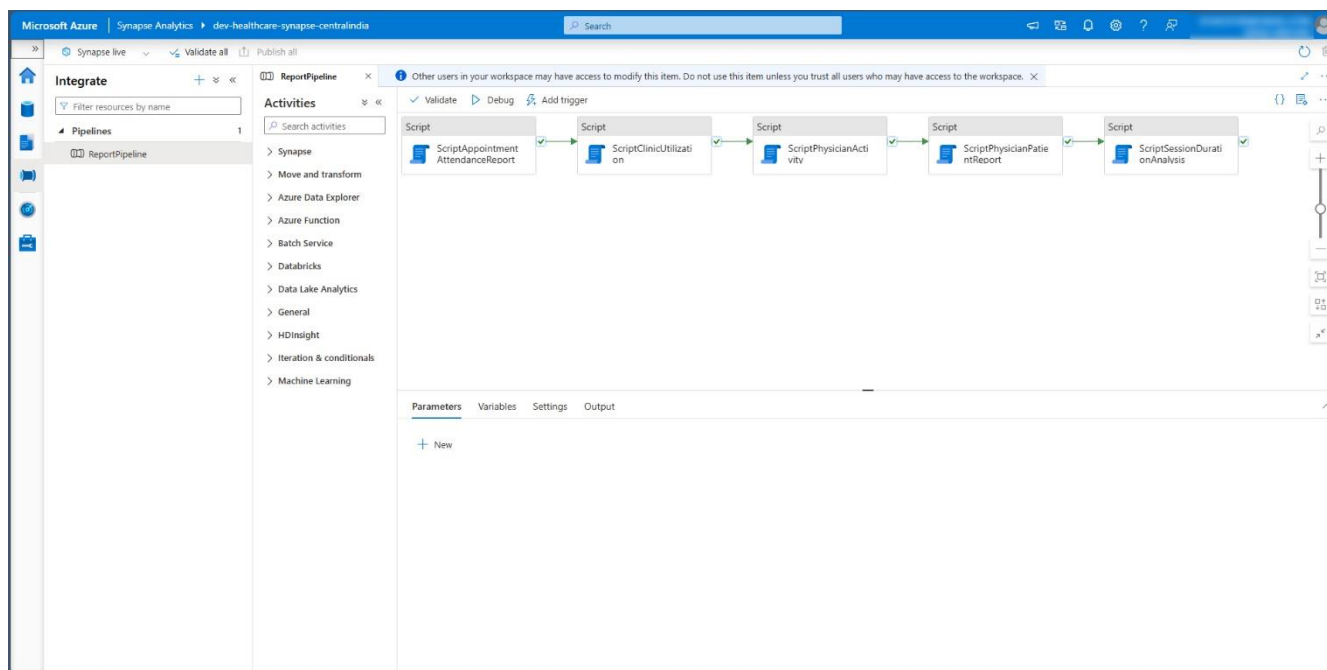 Microsoft Azure
Synapse Analytics
dev-healthcare-synapse-centralindia
Search
Synapse live
Validate all
Publish all
Integrate
Filter resources by name
Pipelines 1
ReportPipeline
ReportPipeline
Other users in your workspace may have access to modify this item. Do not use this item unless you trust all users who may have access to the workspace.
Activities
Search activities
Synapse
Move and transform
Azure Data Explorer
Azure Function
Batch Service
Databricks
Data Lake Analytics
General
HDInsight
Iteration & conditionals
Machine Learning
Validate
Debug
Add trigger
Script
ScriptAppointment
AttendanceReport
Script
ScriptClinicUtilizati
on
Script
ScriptPhysicianActi
vity
Script
ScriptPhysicianPatie
ntReport
Script
ScriptSessionDurati
onAnalysis
Parameters
Variables
Settings
Output
New